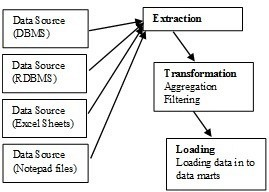 Data Source
(DBMS)
Data Source
(RDBMS)
Data Source
(Excel Sheets)
Data Source
(Notepad files)
Extraction
Transformation
Aggregation
Filtering
Loading
Loading data in to
data marts